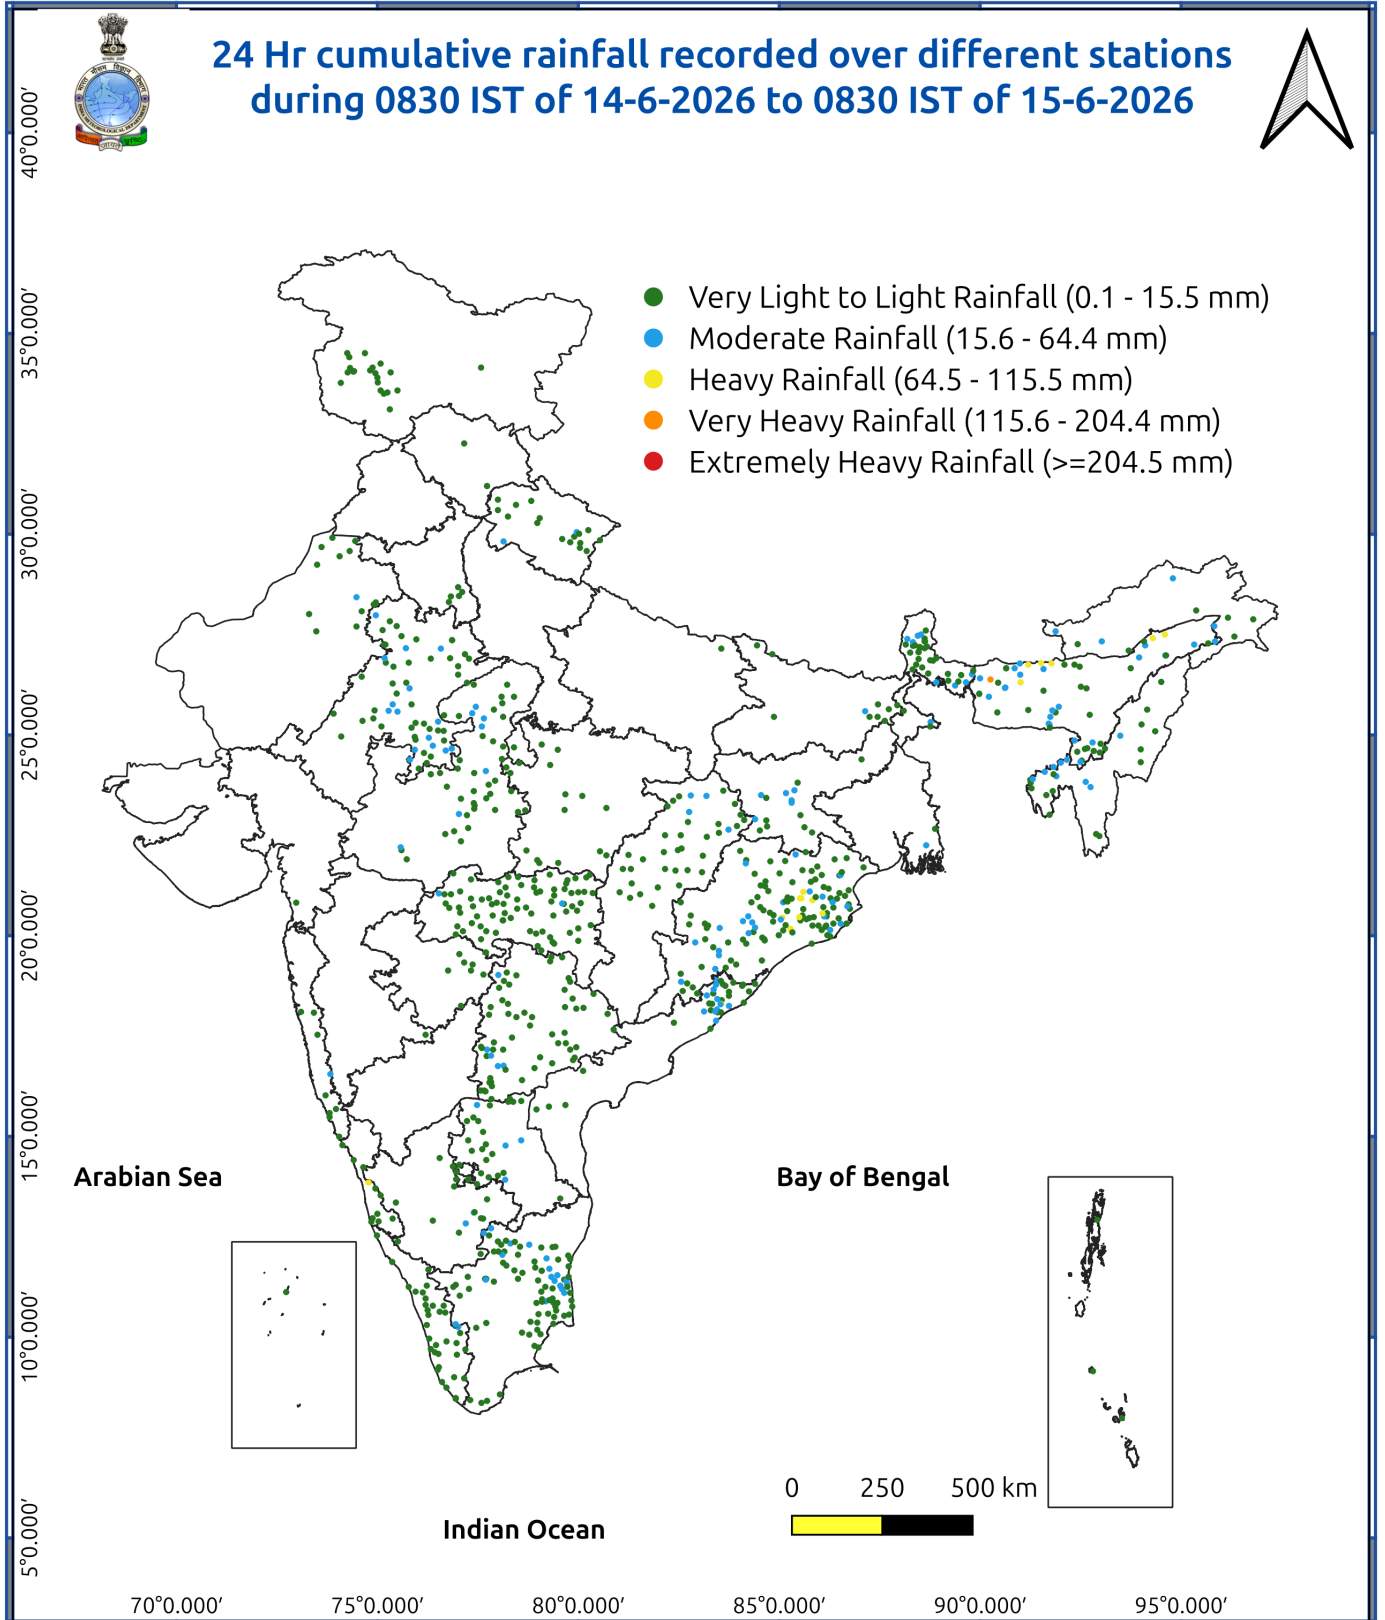 24 Hr cumulative rainfall recorded over different stations
during 0830 IST of 14-6-2026 to 0830 IST of 15-6-2026
Very Light to Light Rainfall (0.1 - 15.5 mm)
Moderate Rainfall (15.6 - 64.4 mm)
Heavy Rainfall (64.5 - 115.5 mm)
Very Heavy Rainfall (115.6 - 204.4 mm)
Extremely Heavy Rainfall (>=204.5 mm)
40°0.000′
35°0.000′
30°0.000′
25°0.000′
20°0.000′
15°0.000′
10°0.000′
5°0.000′
Arabian Sea
Bay of Bengal
Indian Ocean
0 250 500 km
70°0.000′ 75°0.000′ 80°0.000′ 85°0.000′ 90°0.000′ 95°0.000′